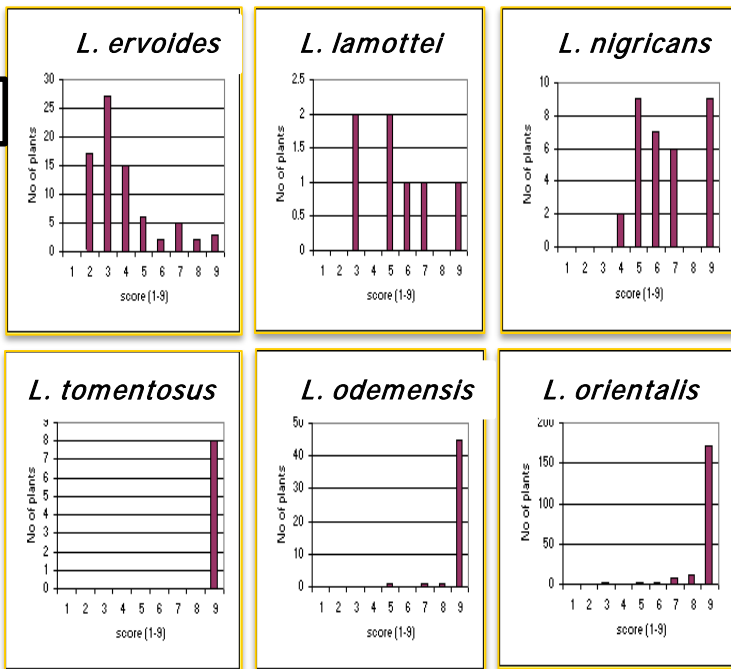 L. ervoides
30
25
20
15
10
5
0
No of plants
1 2 3 4 5 6 7 8 9
score (1-9)
L. lamottei
2.5
2
1.5
1
0.5
0
No of plants
1 2 3 4 5 6 7 8 9
score (1-9)
L. nigricans
10
8
6
4
2
0
No of plants
1 2 3 4 5 6 7 8 9
score (1-9)
L. tomentosus
9
8
7
6
5
4
3
2
1
0
No of plants
1 2 3 4 5 6 7 8 9
score (1-9)
L. odemensis
50
40
30
20
10
0
No of plants
1 2 3 4 5 6 7 8 9
score (1-9)
L. orientalis
200
150
100
50
0
No of plants
1 2 3 4 5 6 7 8 9
score (1-9)